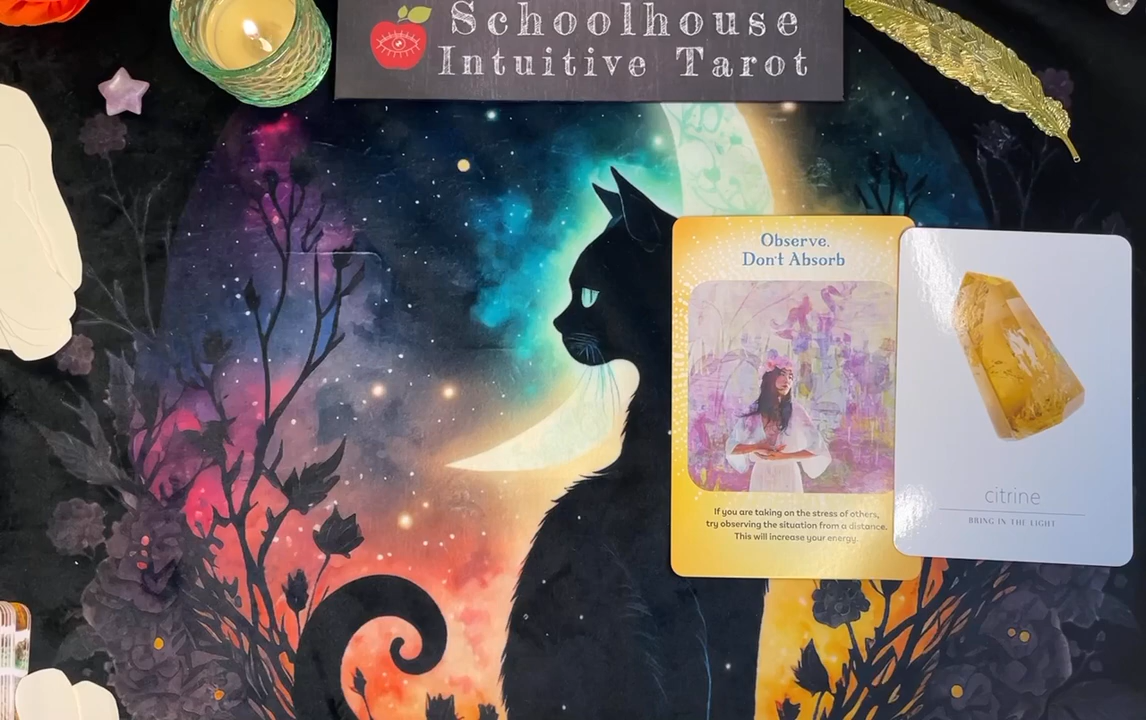 Schoolhouse
Intuitive Tarot
Observe,
Don't Absorb
If you are taking on the stress of others,
try observing the situation from a distance.
This will increase your energy.
citrine
BRING IN THE LIGHT